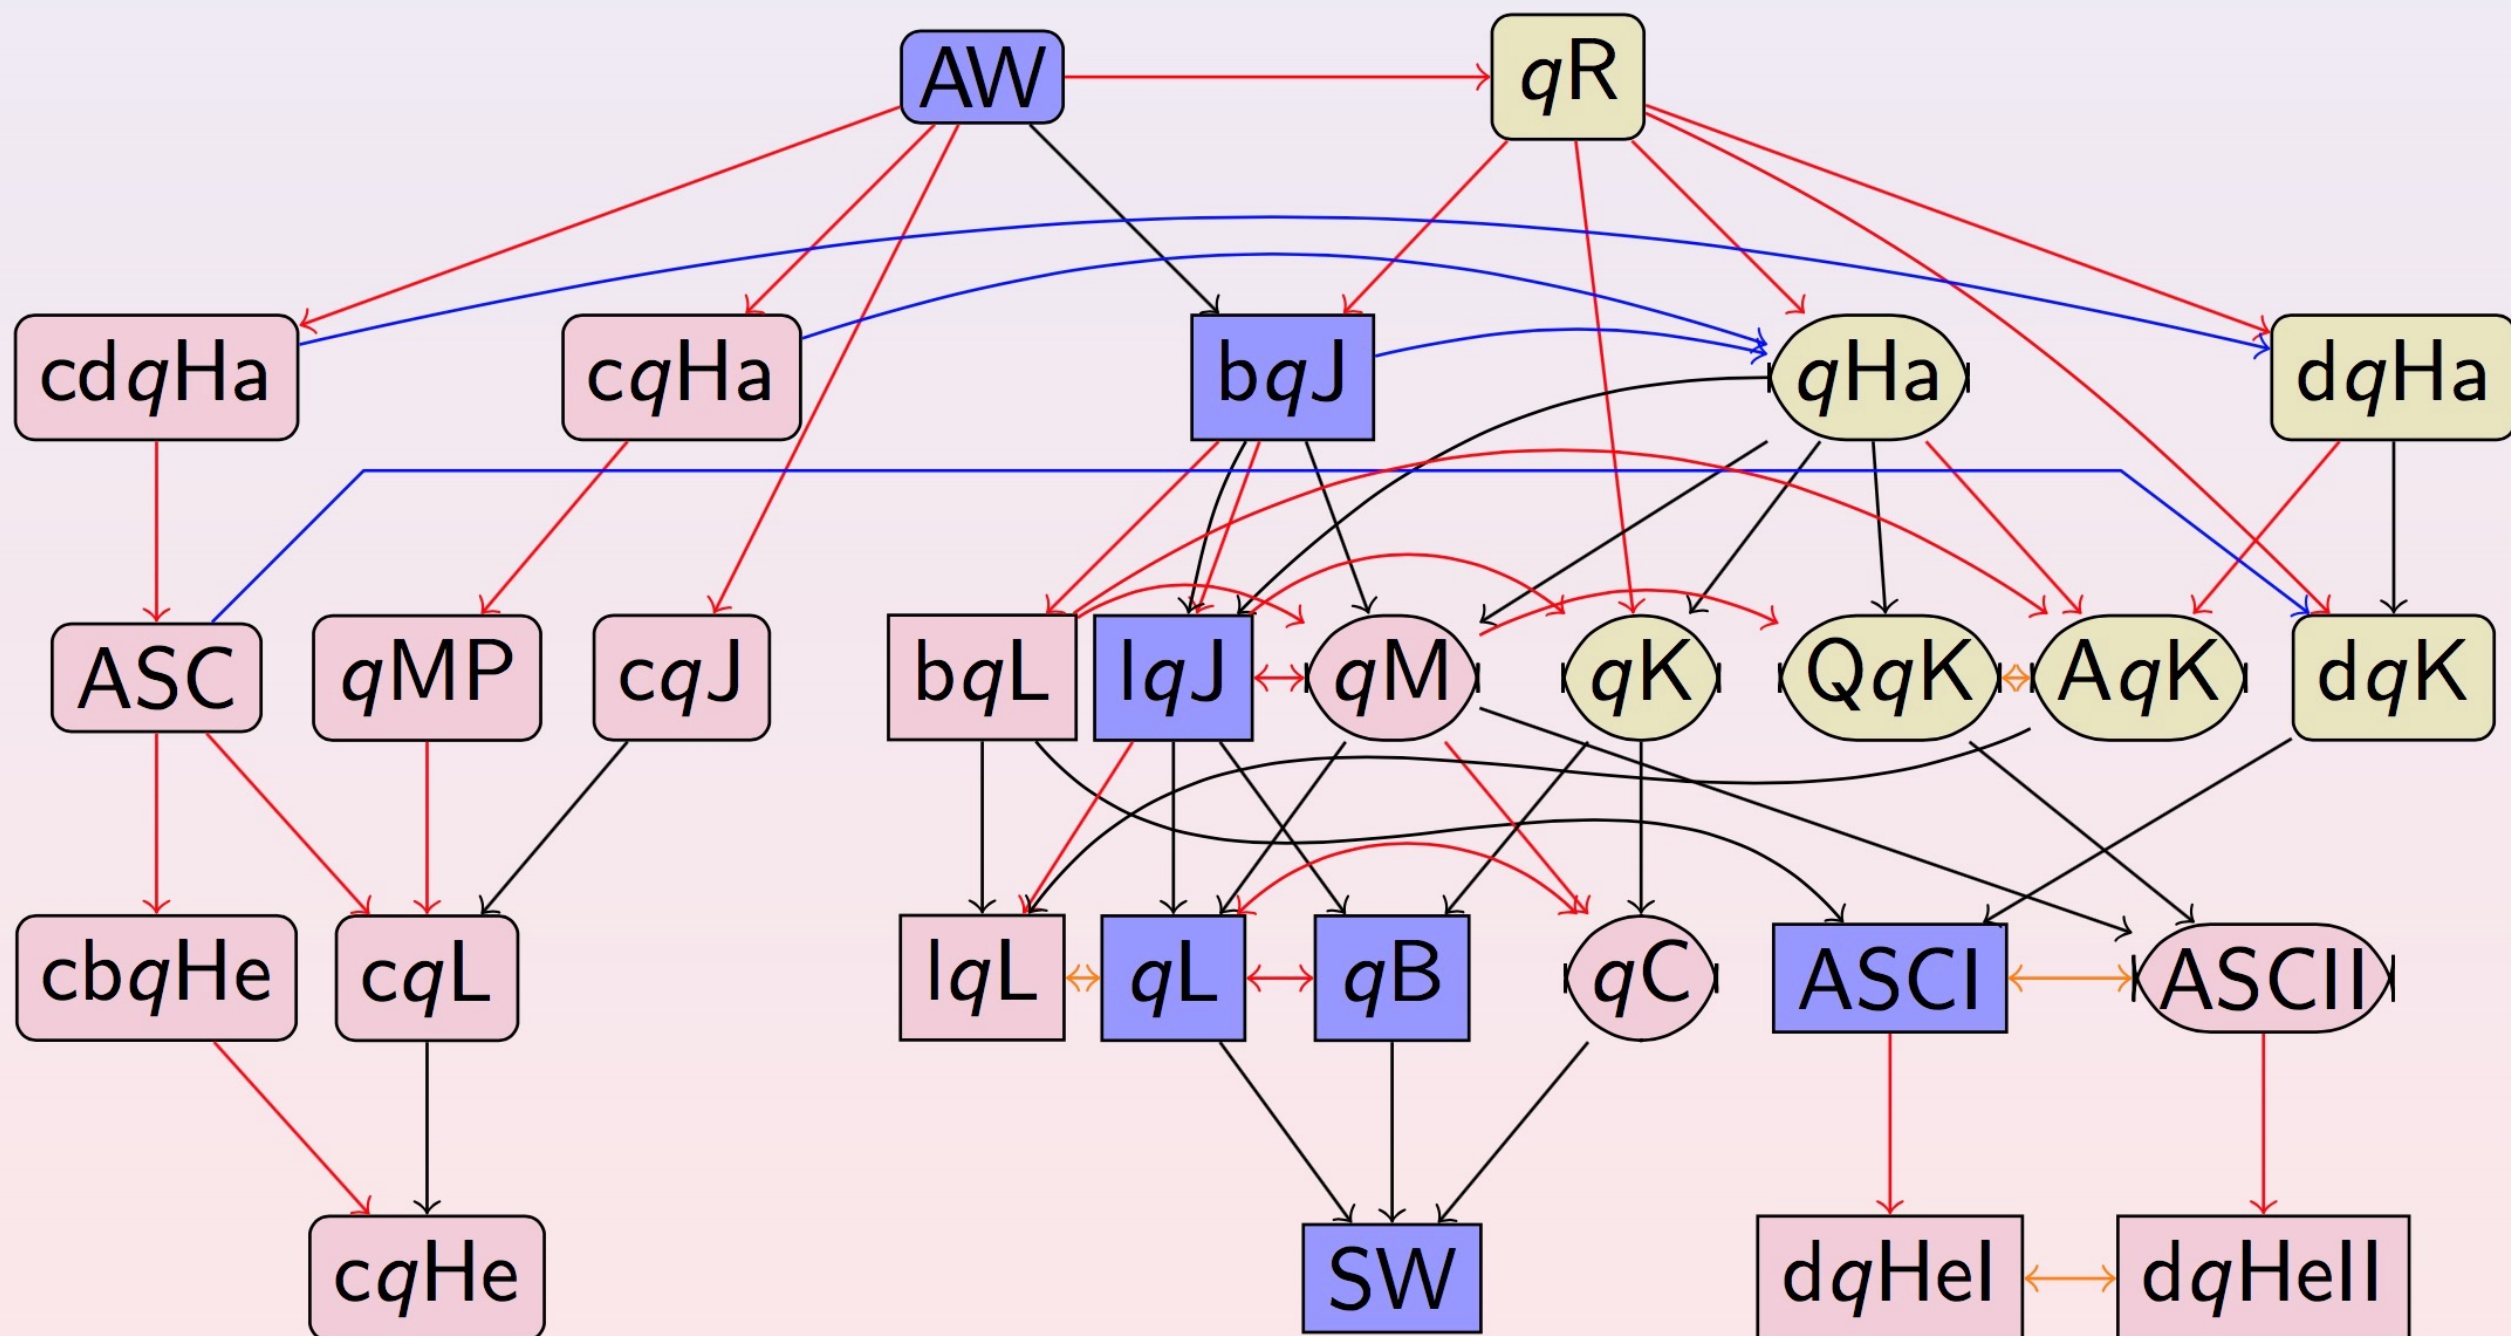 AW
qR
cdqHa
cqHa
bqJ
qHa
dqHa
ASC
qMP
cqJ
bqL
lqJ
qM
qK
QqK
AqK
dqK
cbqHe
cqL
lqL
qL
qB
qC
ASCI
ASCII
cqHe
SW
dqHeI
dqHeII